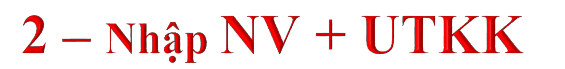 2 – Nhập NV + UTKK